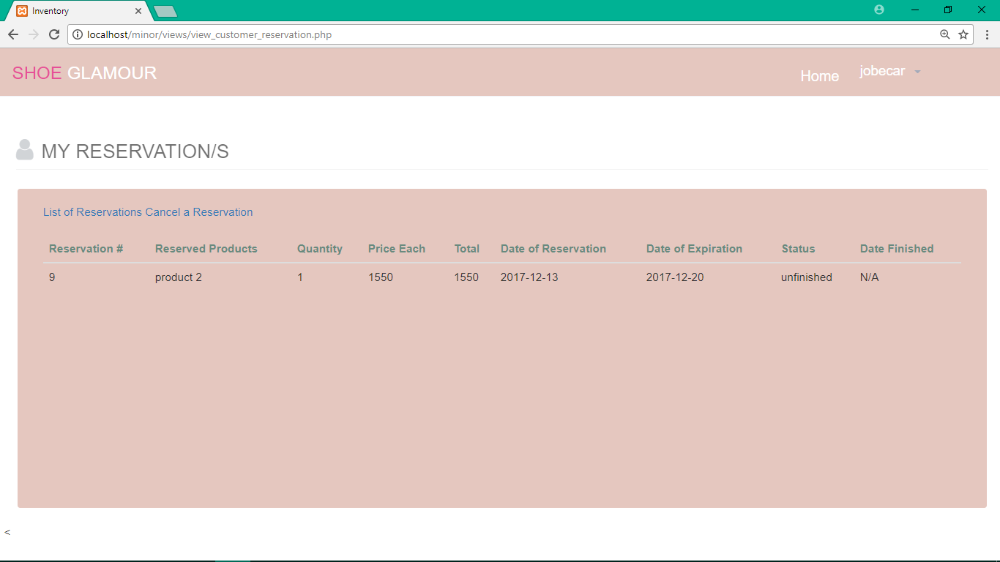 Inventory
localhost/minor/views/view_customer_reservation.php
SHOE GLAMOUR Home jobecar
MY RESERVATION/S
List of Reservations Cancel a Reservation
Reservation # Reserved Products Quantity Price Each Total Date of Reservation Date of Expiration Status Date Finished
9 product 2 1 1550 1550 2017-12-13 2017-12-20 unfinished N/A
<